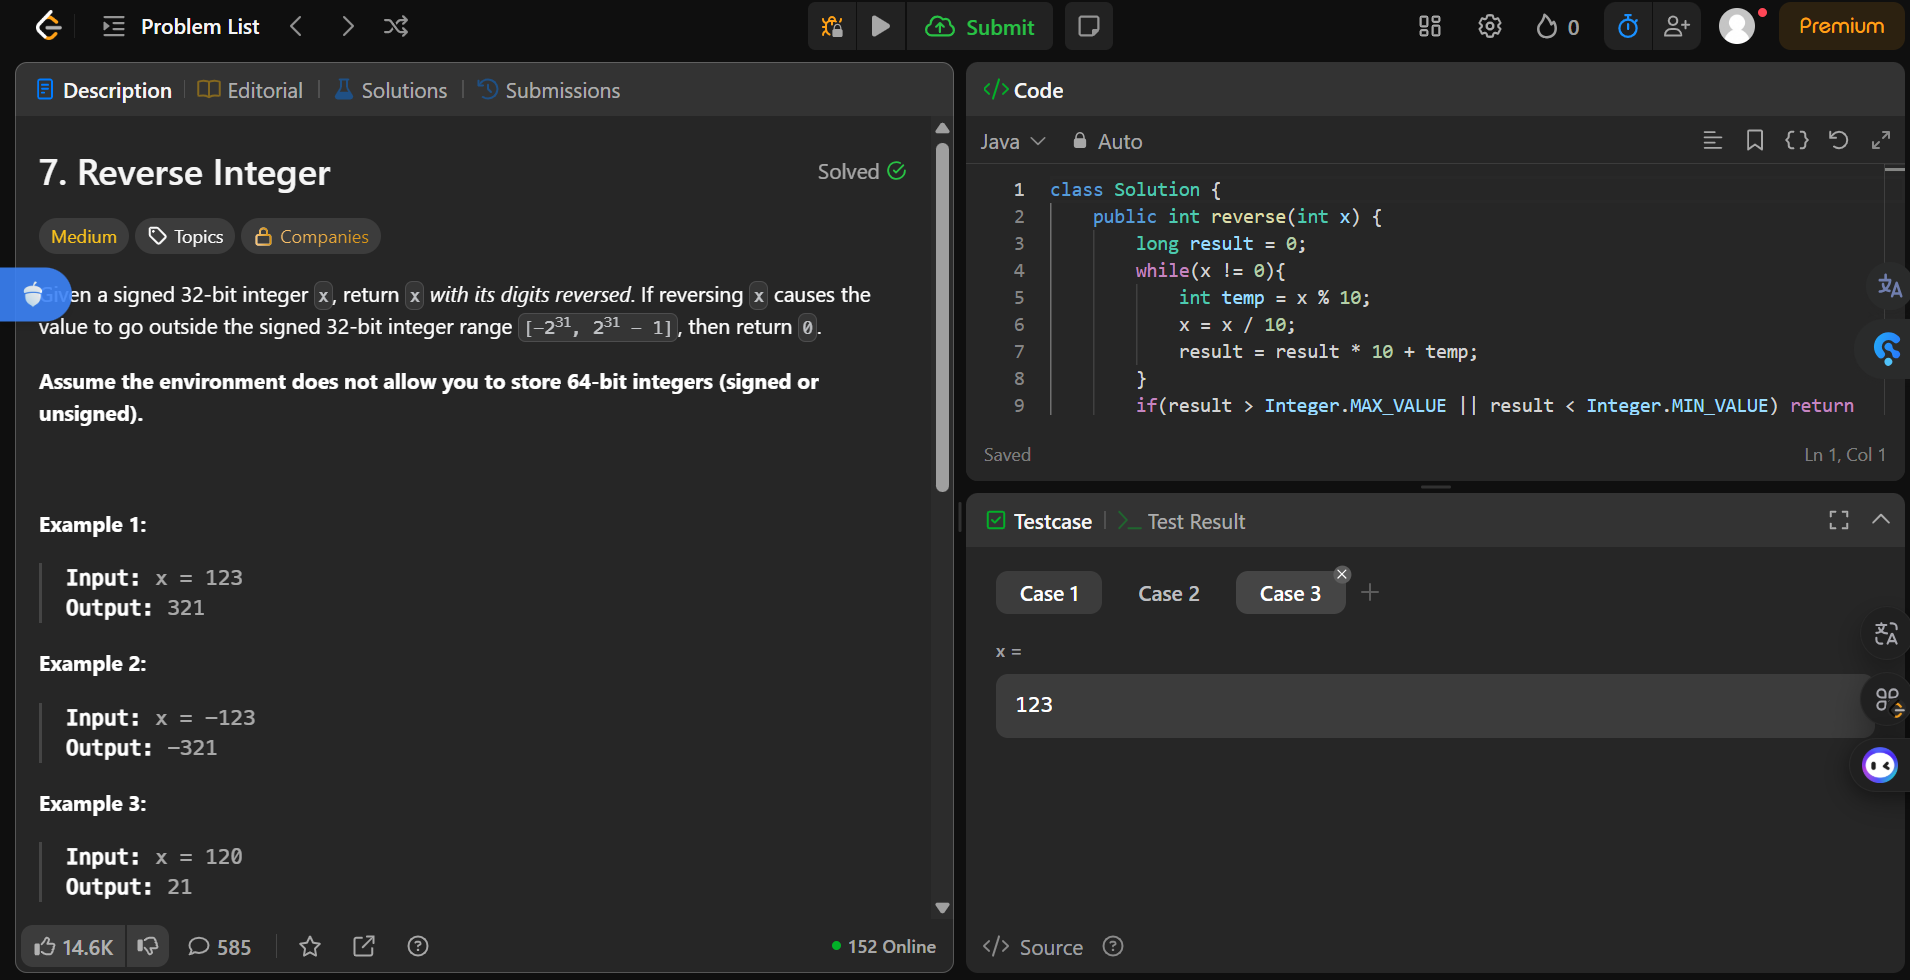 Problem List
Submit
0
Premium
Description
Editorial
Solutions
Submissions
7. Reverse Integer
Solved
Medium
Topics
Companies
Given a signed 32-bit integer x, return x with its digits reversed. If reversing x causes the
value to go outside the signed 32-bit integer range [−2³¹, 2³¹ − 1], then return 0.
Assume the environment does not allow you to store 64-bit integers (signed or
unsigned).
Example 1:
Input: x = 123
Output: 321
Example 2:
Input: x = −123
Output: −321
Example 3:
Input: x = 120
Output: 21
14.6K
585
152 Online
</> Code
Java
Auto
1 class Solution {
2 public int reverse(int x) {
3 long result = 0;
4 while(x != 0){
5 int temp = x % 10;
6 x = x / 10;
7 result = result * 10 + temp;
8 }
9 if(result > Integer.MAX_VALUE || result < Integer.MIN_VALUE) return
Saved
Ln 1, Col 1
Testcase
Test Result
Case 1
Case 2
Case 3
x =
123
</> Source